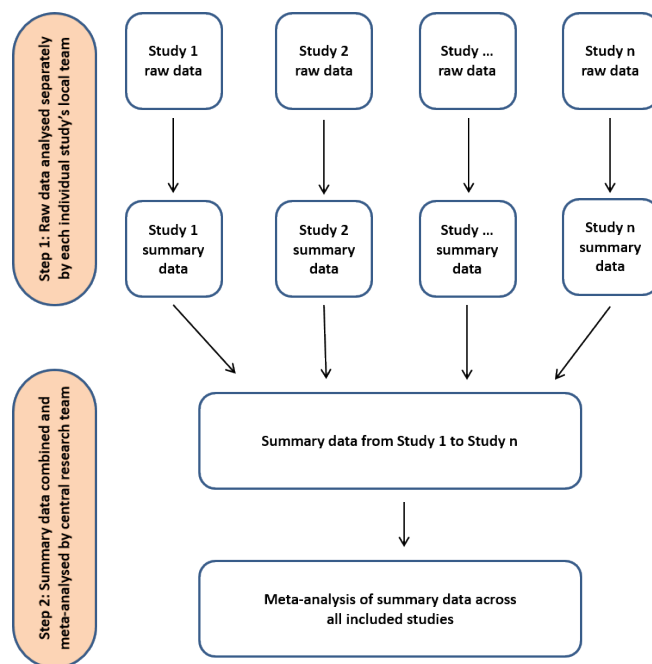 Step 1: Raw data analysed separately
by each individual study's local team
Study 1
raw data
Study 2
raw data
Study ...
raw data
Study n
raw data
Study 1
summary
data
Study 2
summary
data
Study ...
summary
data
Study n
summary
data
Step 2: Summary data combined and
meta-analysed by central research team
Summary data from Study 1 to Study n
Meta-analysis of summary data across
all included studies